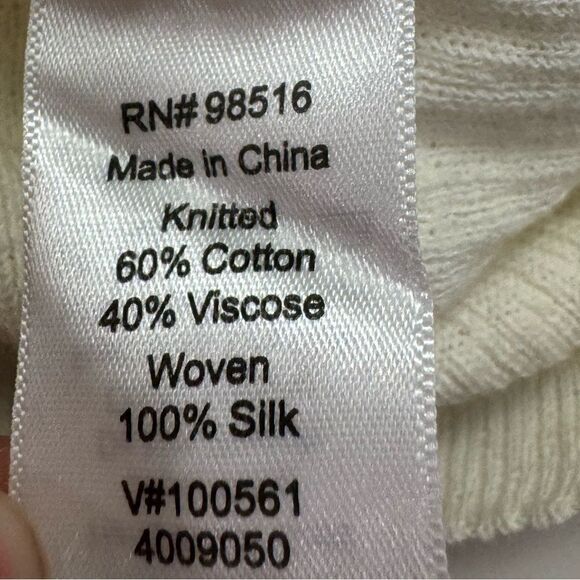 RN# 98516
Made in China
Knitted
60% Cotton
40% Viscose
Woven
100% Silk
V#100561
4009050